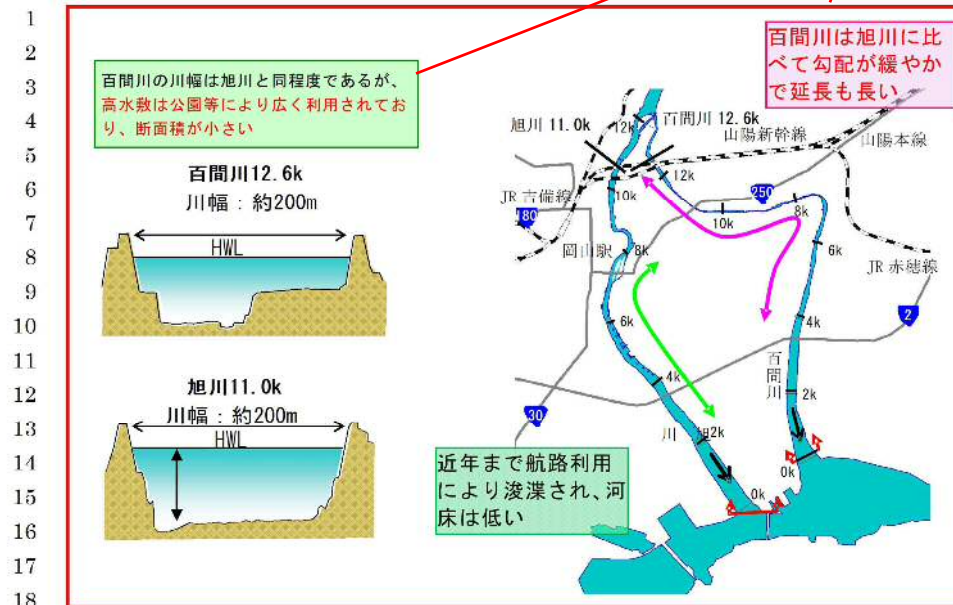 1
2
3
4
5
6
7
8
9
10
11
12
13
14
15
16
17
18
百間川の川幅は旭川と同程度であるが、
高水敷は公園等により広く利用されてお
り、断面積が小さい
百間川12.6k
川幅：約200m
HWL
旭川11.0k
川幅：約200m
HWL
百間川は旭川に比
べて勾配が緩やか
で延長も長い
旭川 11.0k
12k
百間川 12.6k
山陽新幹線
山陽本線
12k
JR 吉備線
10k
250
8k
10k
180
岡山駅
8k
6k
JR 赤穂線
2
6k
4k
百間川
4k
2k
30
川
旭
2k
近年まで航路利用
により浚渫され、河
床は低い
0k
0k